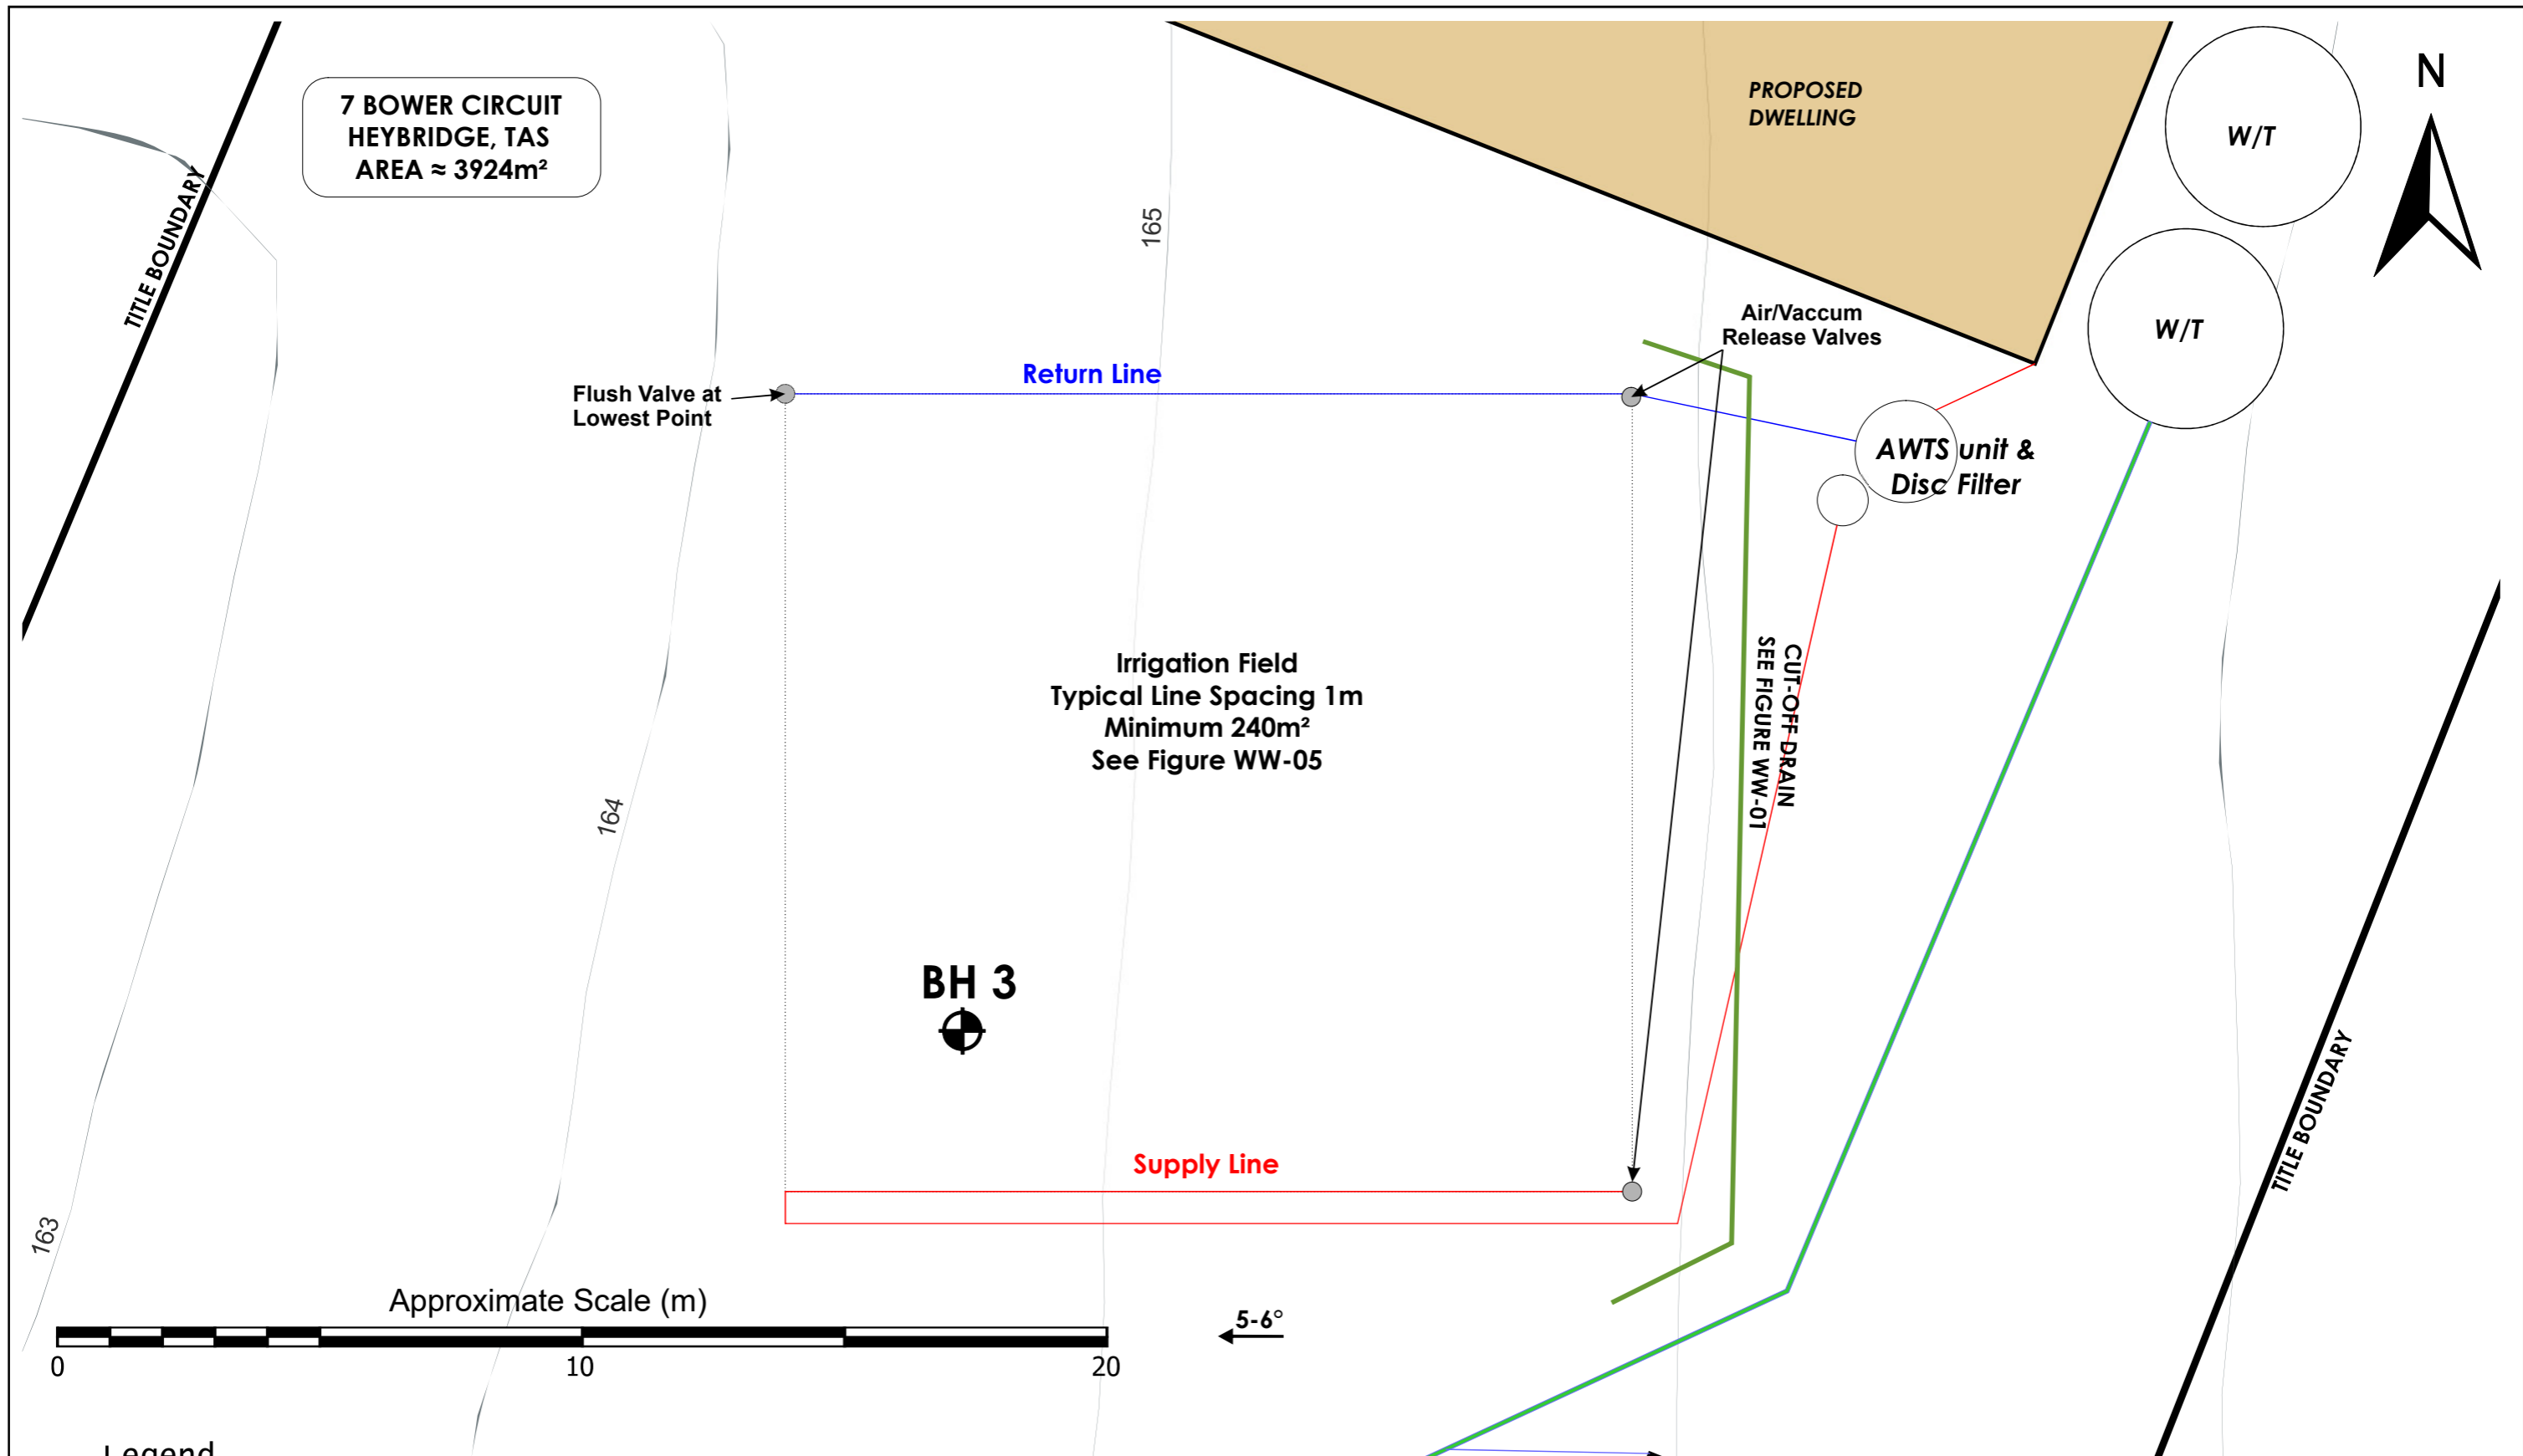 7 BOWER CIRCUIT
HEYBRIDGE, TAS
AREA ≈ 3924m²
PROPOSED
DWELLING
N
W/T
W/T
TITLE BOUNDARY
165
Air/Vaccum
Release Valves
Return Line
Flush Valve at
Lowest Point
AWTS unit &
Disc Filter
Irrigation Field
Typical Line Spacing 1m
Minimum 240m²
See Figure WW-05
CUT-OFF DRAIN
SEE FIGURE WW-01
164
BH 3
TITLE BOUNDARY
Supply Line
163
Approximate Scale (m)
0 10 20
5-6°
Legend